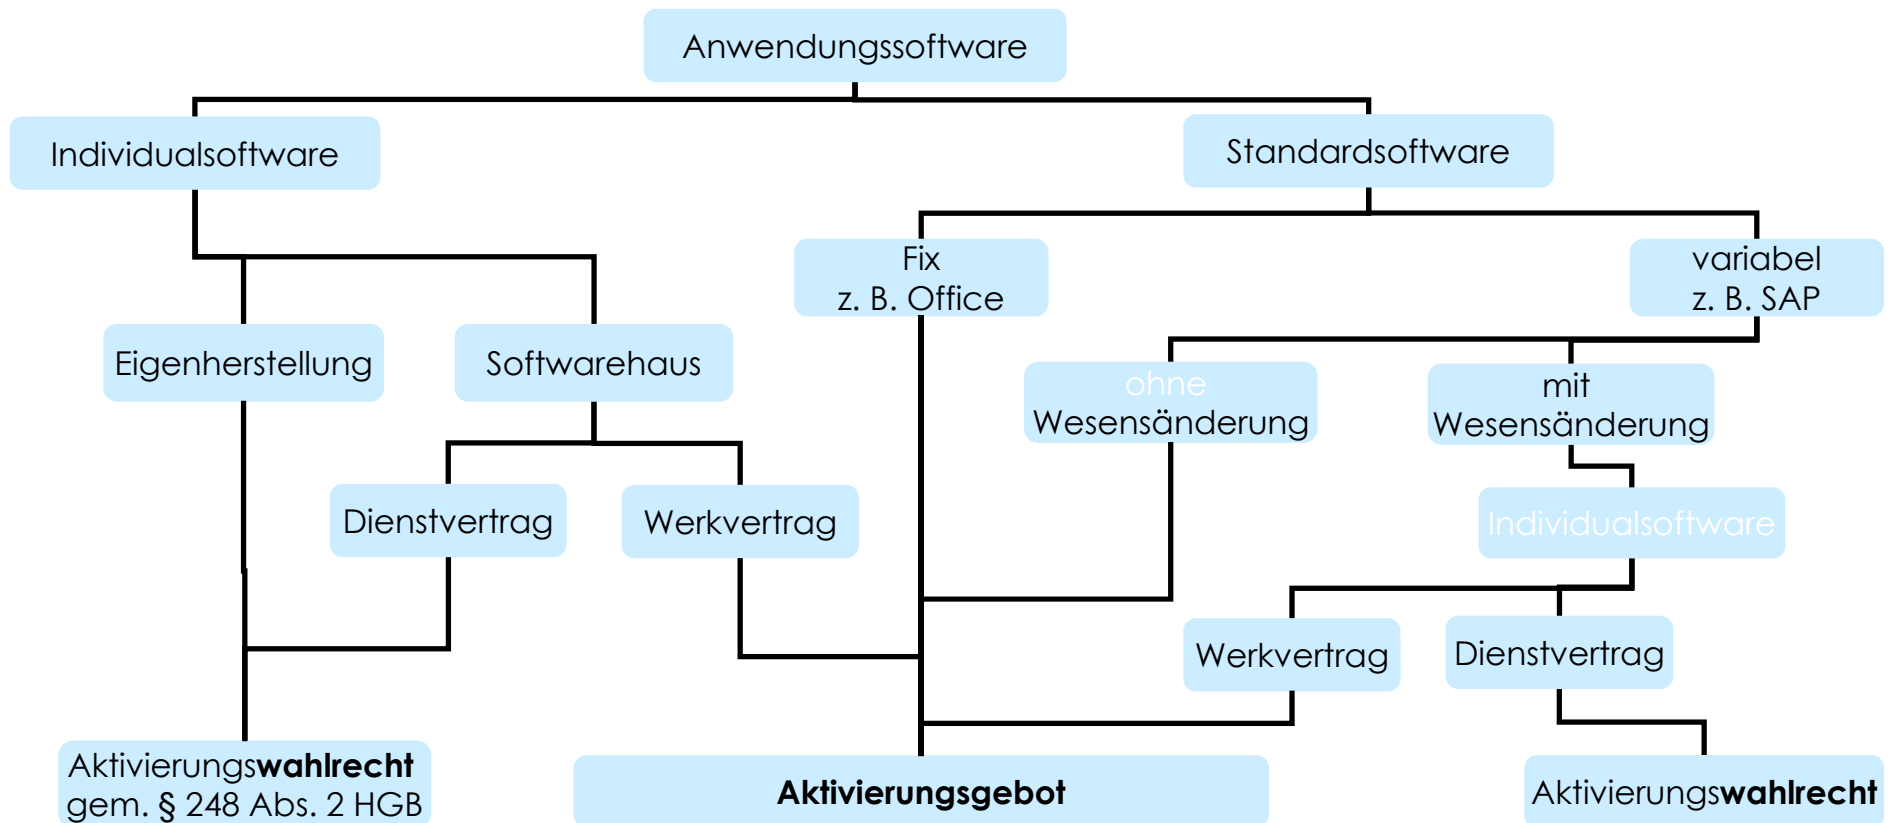 Anwendungssoftware
Individualsoftware
Standardsoftware
Fix
z. B. Office
variabel
z. B. SAP
Eigenherstellung
Softwarehaus
ohne
Wesensänderung
mit
Wesensänderung
Dienstvertrag
Werkvertrag
Individualsoftware
Werkvertrag
Dienstvertrag
Aktivierungswahlrecht
gem. § 248 Abs. 2 HGB
Aktivierungsgebot
Aktivierungswahlrecht